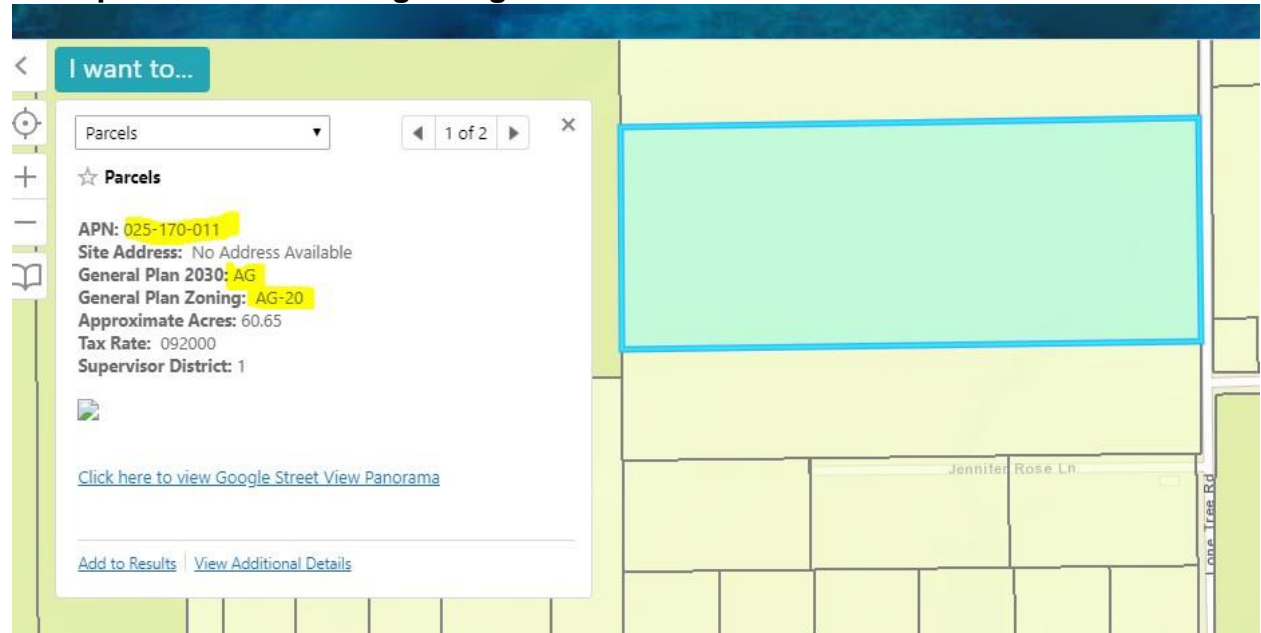 I want to...
Parcels
1 of 2
Parcels
APN: 025-170-011
Site Address: No Address Available
General Plan 2030: AG
General Plan Zoning: AG-20
Approximate Acres: 60.65
Tax Rate: 092000
Supervisor District: 1
Click here to view Google Street View Panorama
Add to Results View Additional Details
Jennifer Rose Ln
Lone Tree Rd